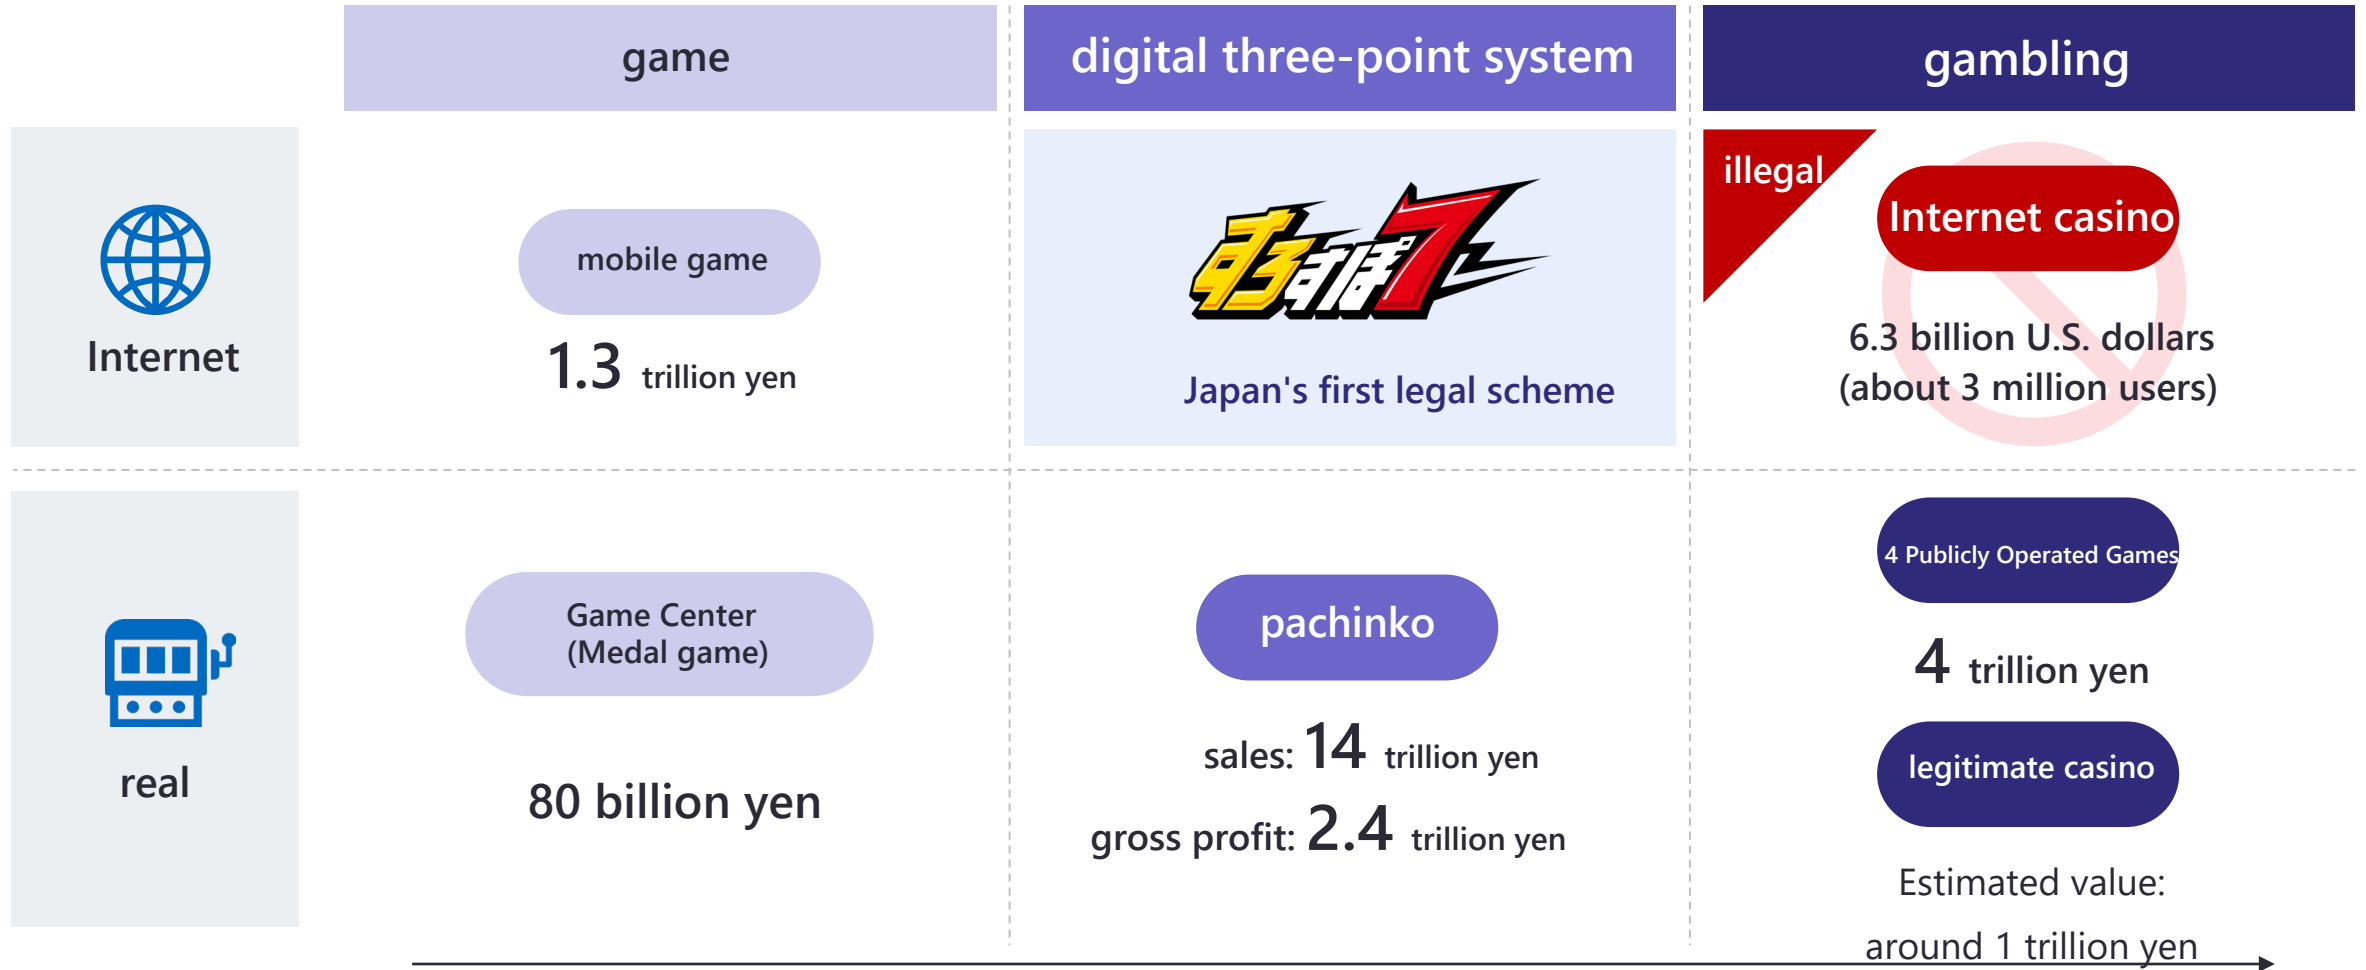 game
digital three-point system
gambling
Internet
mobile game
1.3 trillion yen
するすぽ7
Japan's first legal scheme
illegal
Internet casino
6.3 billion U.S. dollars
(about 3 million users)
real
Game Center
(Medal game)
80 billion yen
pachinko
sales: 14 trillion yen
gross profit: 2.4 trillion yen
4 Publicly Operated Games
4 trillion yen
legitimate casino
Estimated value:
around 1 trillion yen